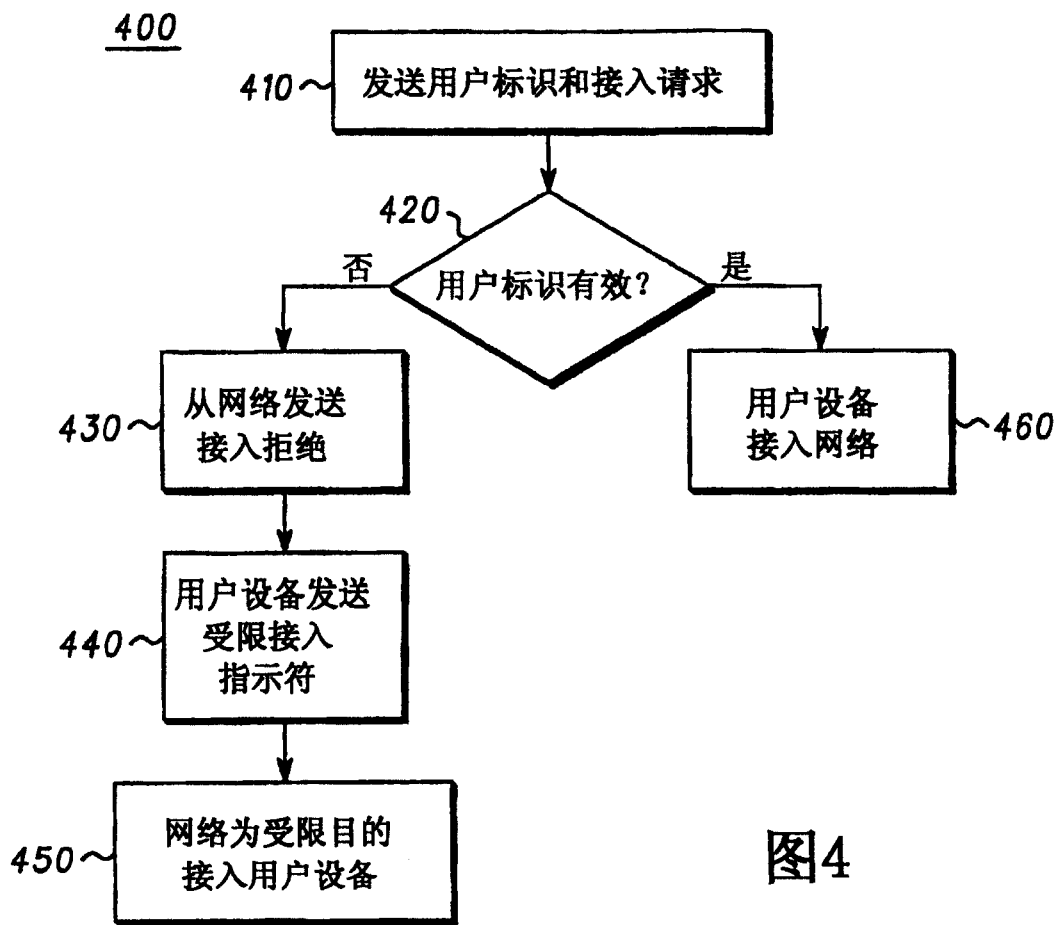 400
410
发送用户标识和接入请求
420
否
用户标识有效?
是
430
从网络发送
接入拒绝
用户设备
接入网络
460
440
用户设备发送
受限接入
指示符
450
网络为受限目的
接入用户设备
图4